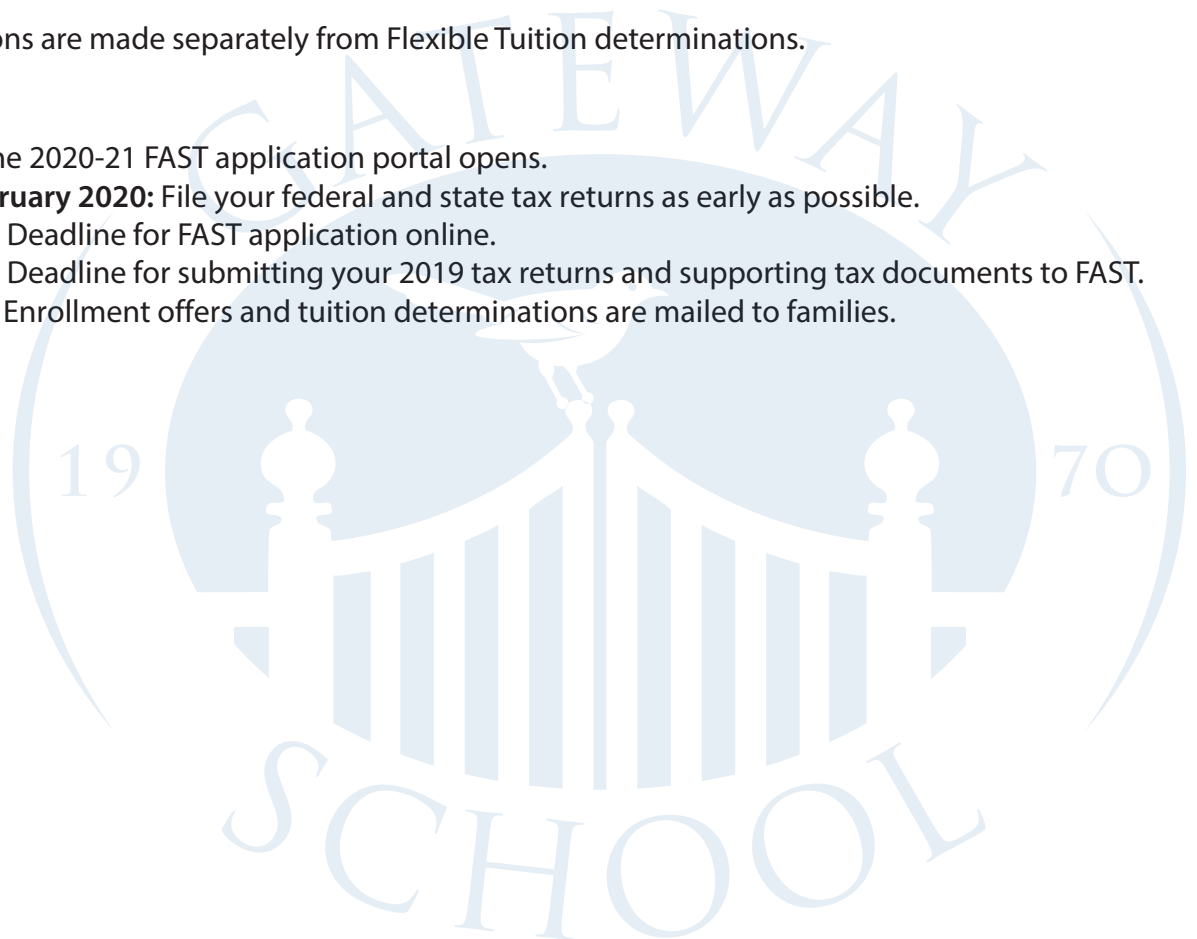 ons are made separately from Flexible Tuition determinations.
ne 2020-21 FAST application portal opens.
ruary 2020: File your federal and state tax returns as early as possible.
Deadline for FAST application online.
Deadline for submitting your 2019 tax returns and supporting tax documents to FAST.
Enrollment offers and tuition determinations are mailed to families.
GATEWAY
19 70
SCHOOL